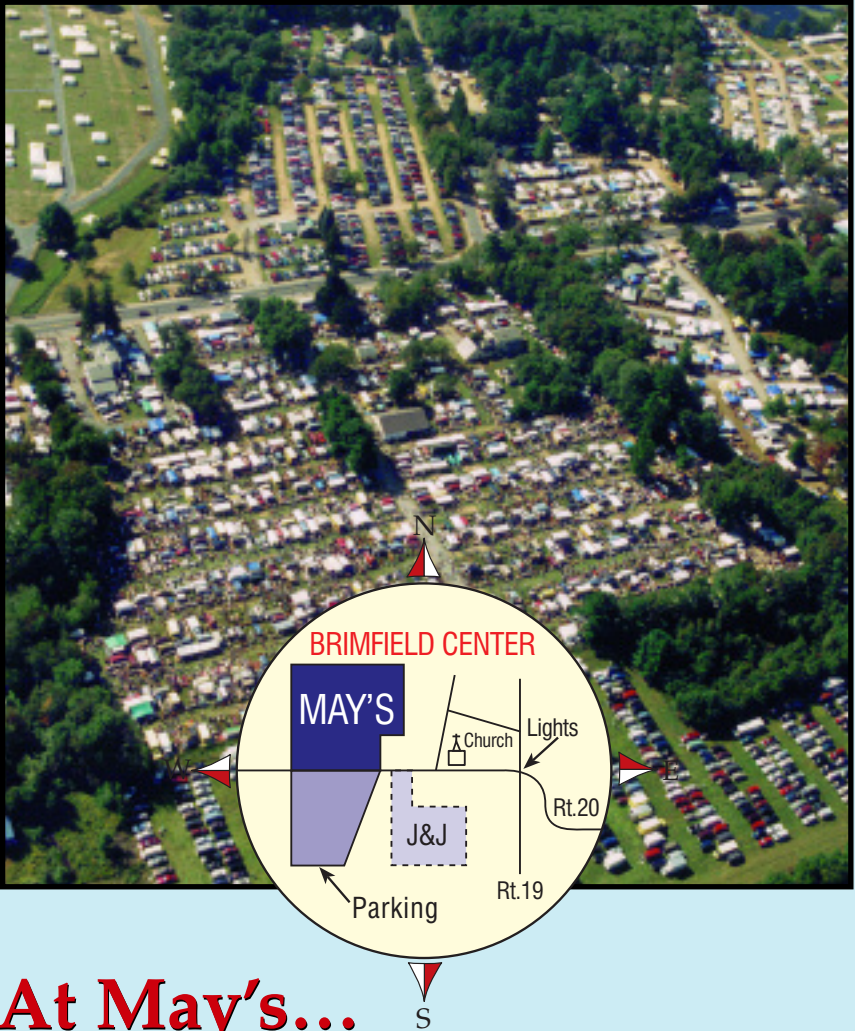 N
BRIMFIELD CENTER
MAY'S
Church
Lights
W
E
Rt.20
J&J
Rt.19
Parking
S
At May's...